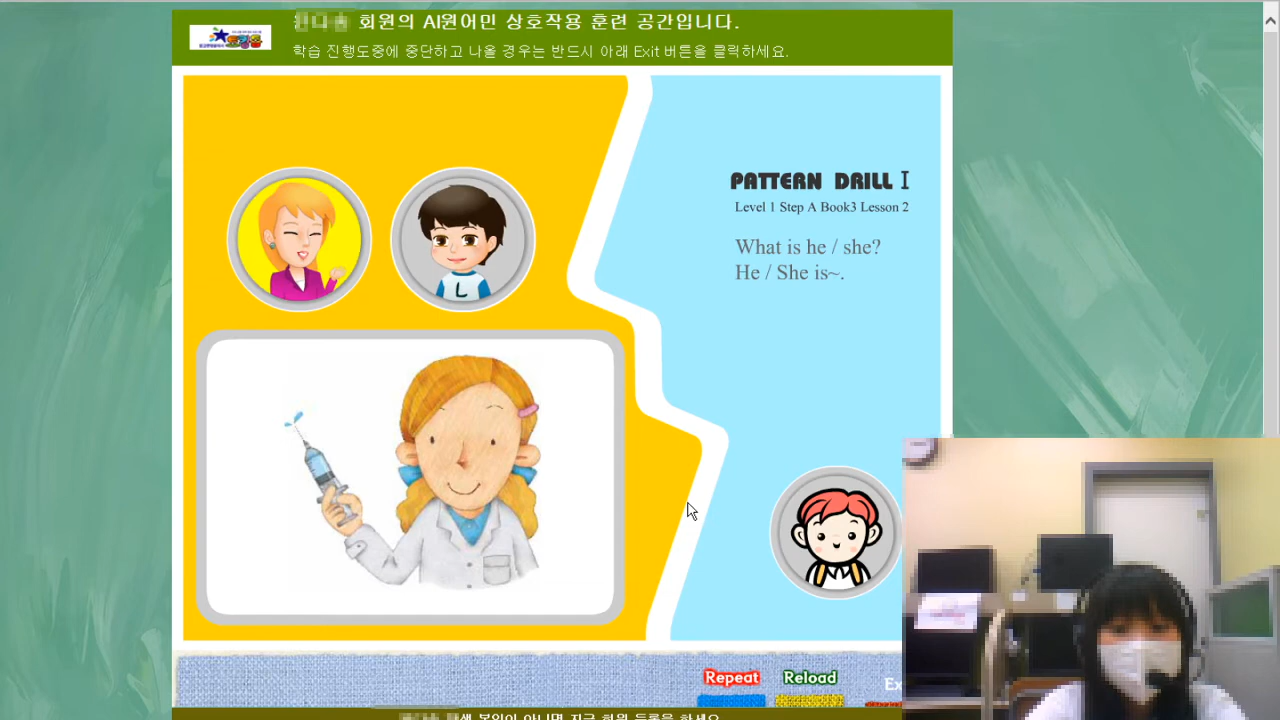 회원의 AI원어민 상호작용 훈련 공간입니다.
학습 진행도중에 중단하고 나올 경우는 반드시 아래 Exit 버튼을 클릭하세요.
PATTERN DRILL I
Level 1 Step A Book3 Lesson 2
What is he / she?
He / She is~.
L
Repeat
Reload
본인이 아니면 지금 회원 등록을 하세요